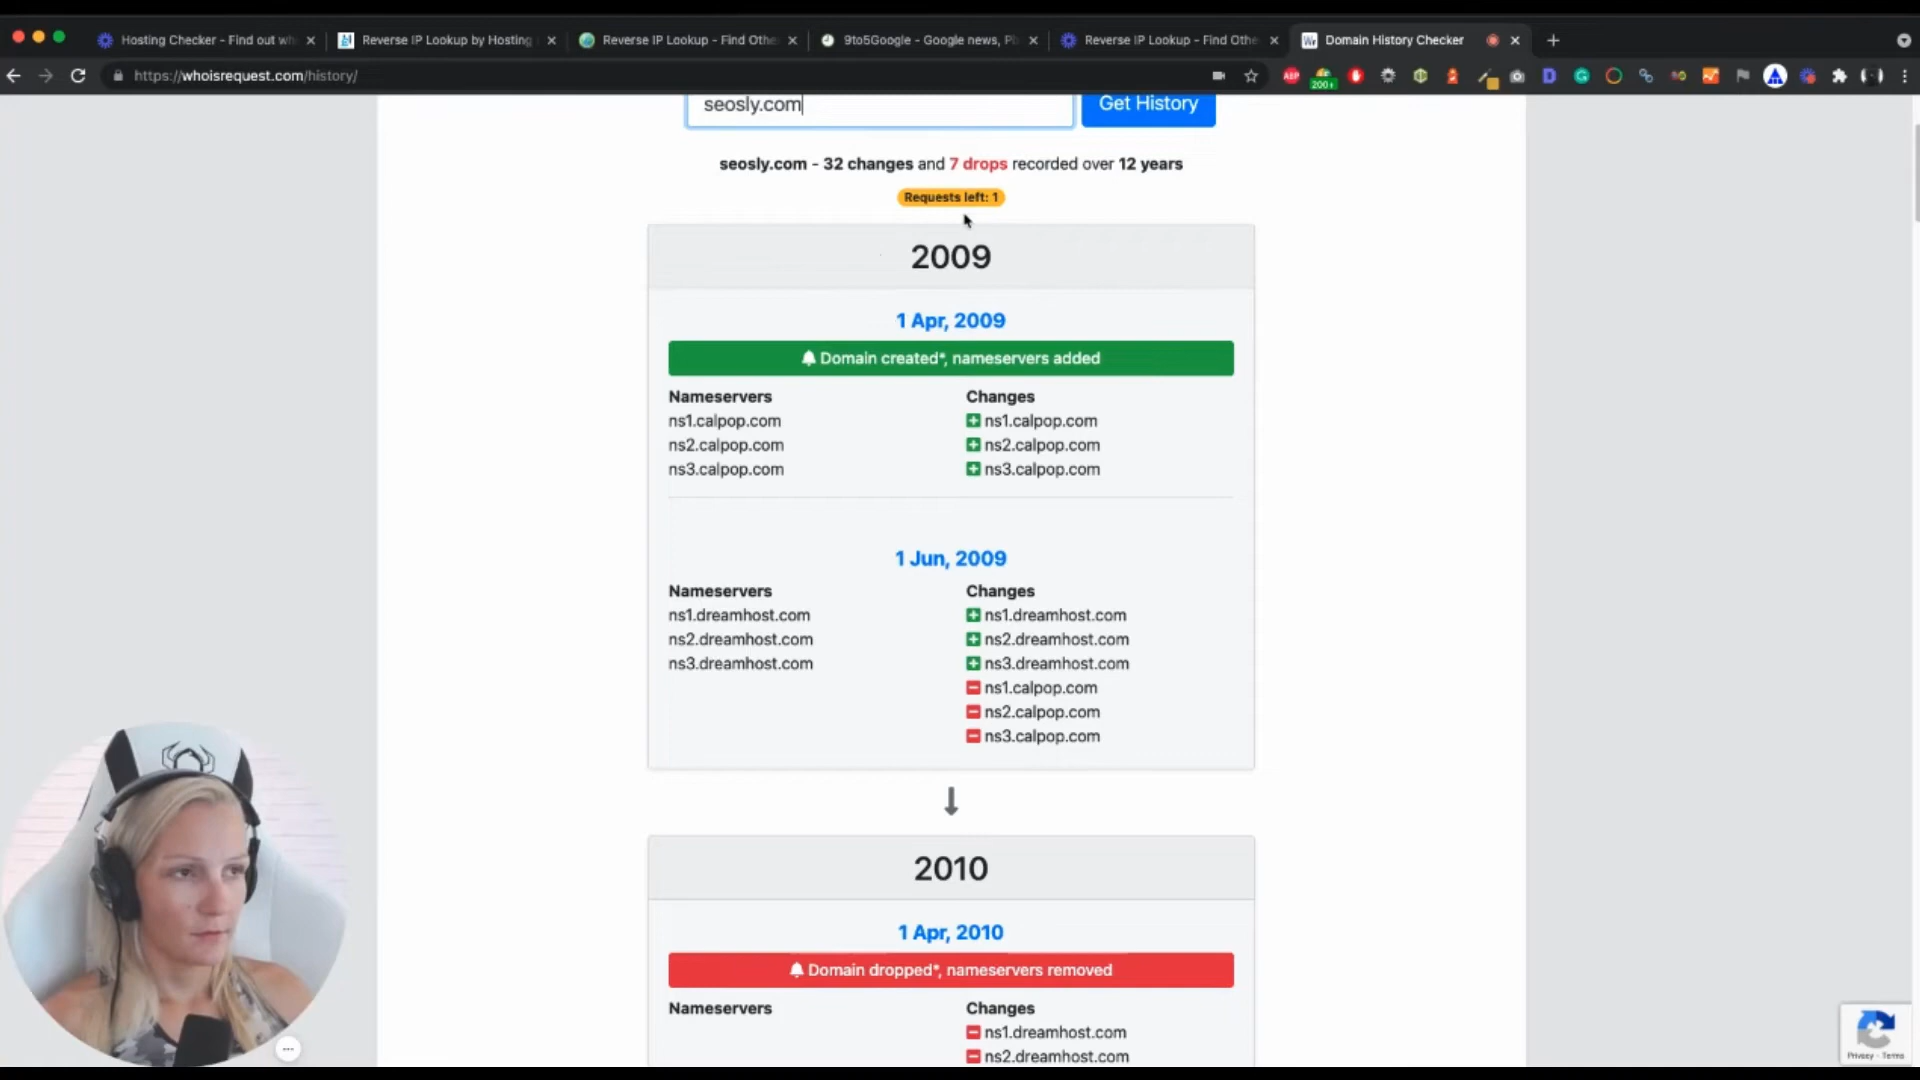 Hosting Checker - Find out wh
Reverse IP Lookup by Hosting
Reverse IP Lookup - Find Othe
9to5Google - Google news, Pi
Reverse IP Lookup - Find Othe
Domain History Checker
https://whoisrequest.com/history/
ABP
200+
seosly.com
Get History
seosly.com - 32 changes and 7 drops recorded over 12 years
Requests left: 1
2009
1 Apr, 2009
Domain created*, nameservers added
Nameservers
Changes
ns1.calpop.com
ns1.calpop.com
ns2.calpop.com
ns2.calpop.com
ns3.calpop.com
ns3.calpop.com
1 Jun, 2009
Nameservers
Changes
ns1.dreamhost.com
ns1.dreamhost.com
ns2.dreamhost.com
ns2.dreamhost.com
ns3.dreamhost.com
ns3.dreamhost.com
ns1.calpop.com
ns2.calpop.com
ns3.calpop.com
2010
1 Apr, 2010
Domain dropped*, nameservers removed
Nameservers
Changes
ns1.dreamhost.com
ns2.dreamhost.com
Privacy - Terms